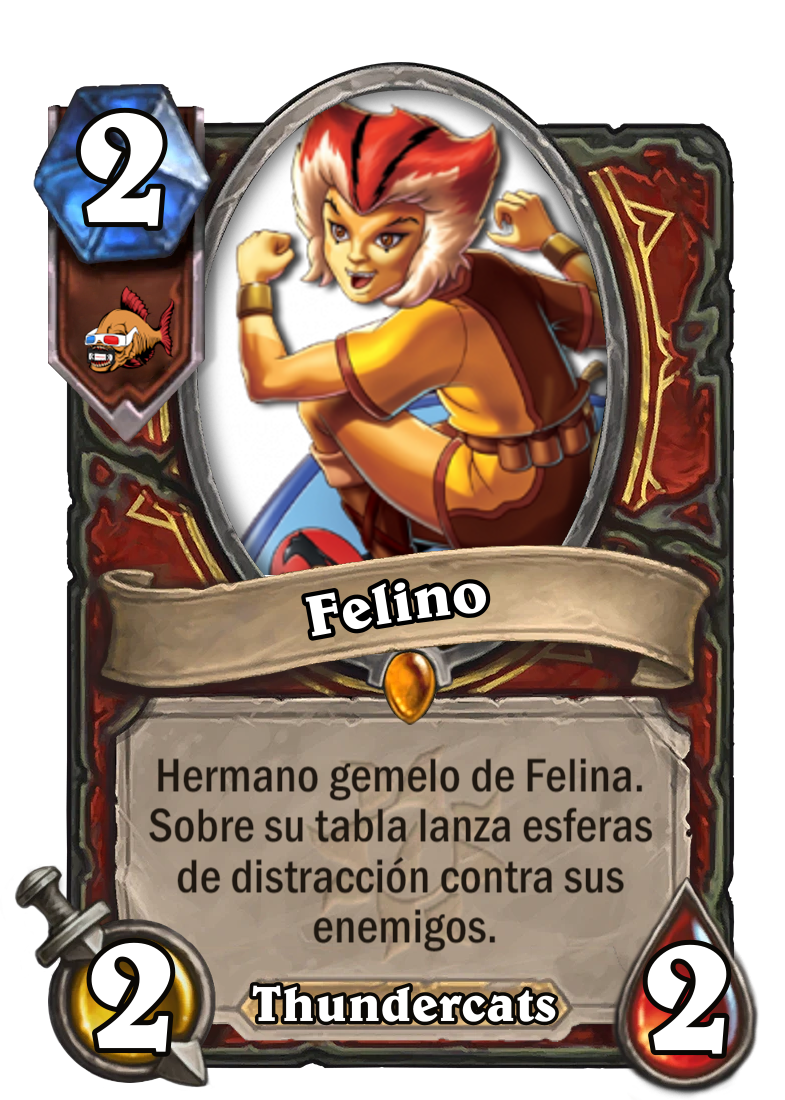 2
Felino
Hermano gemelo de Felina.
Sobre su tabla lanza esferas
de distracción contra sus
enemigos.
2
Thundercats
2